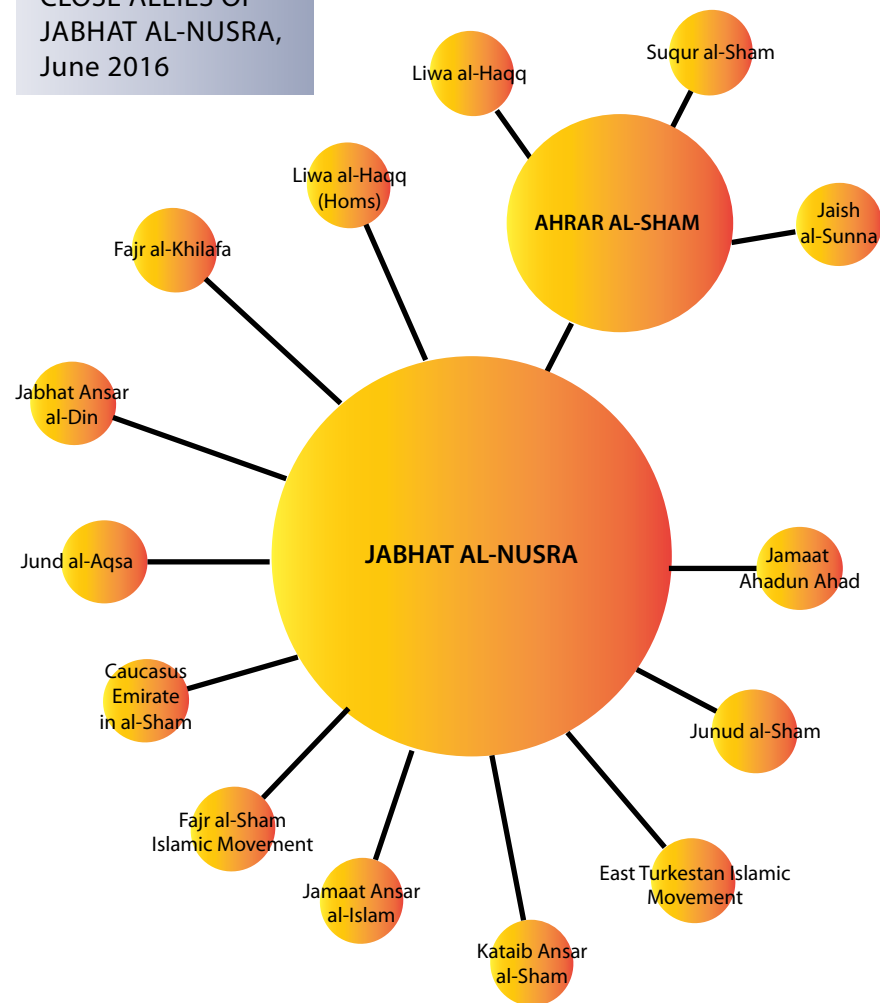 CLOSE ALLIES OF
JABHAT AL-NUSRA,
June 2016
Suqur al-Sham
Liwa al-Haqq
Liwa al-Haqq
(Homs)
AHRAR AL-SHAM
Jaish
al-Sunna
Fajr al-Khilafa
Jabhat Ansar
al-Din
JABHAT AL-NUSRA
Jund al-Aqsa
Jamaat
Ahadun Ahad
Caucasus
Emirate
in al-Sham
Junud al-Sham
Fajr al-Sham
Islamic Movement
Jamaat Ansar
al-Islam
East Turkestan Islamic
Movement
Kataib Ansar
al-Sham